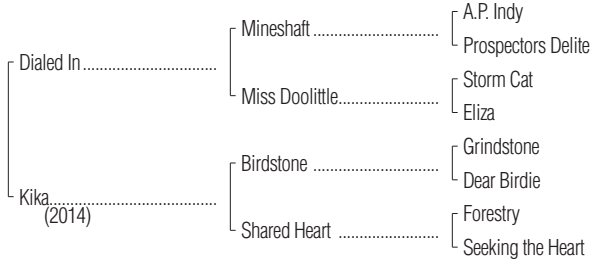 A.P. Indy
Mineshaft ................................
Prospectors Delite
Dialed In ..................................
Storm Cat
Miss Doolittle..........................
Eliza
Grindstone
Birdstone ................................
Dear Birdie
Kika...........................................
(2014)
Forestry
Shared Heart ..........................
Seeking the Heart